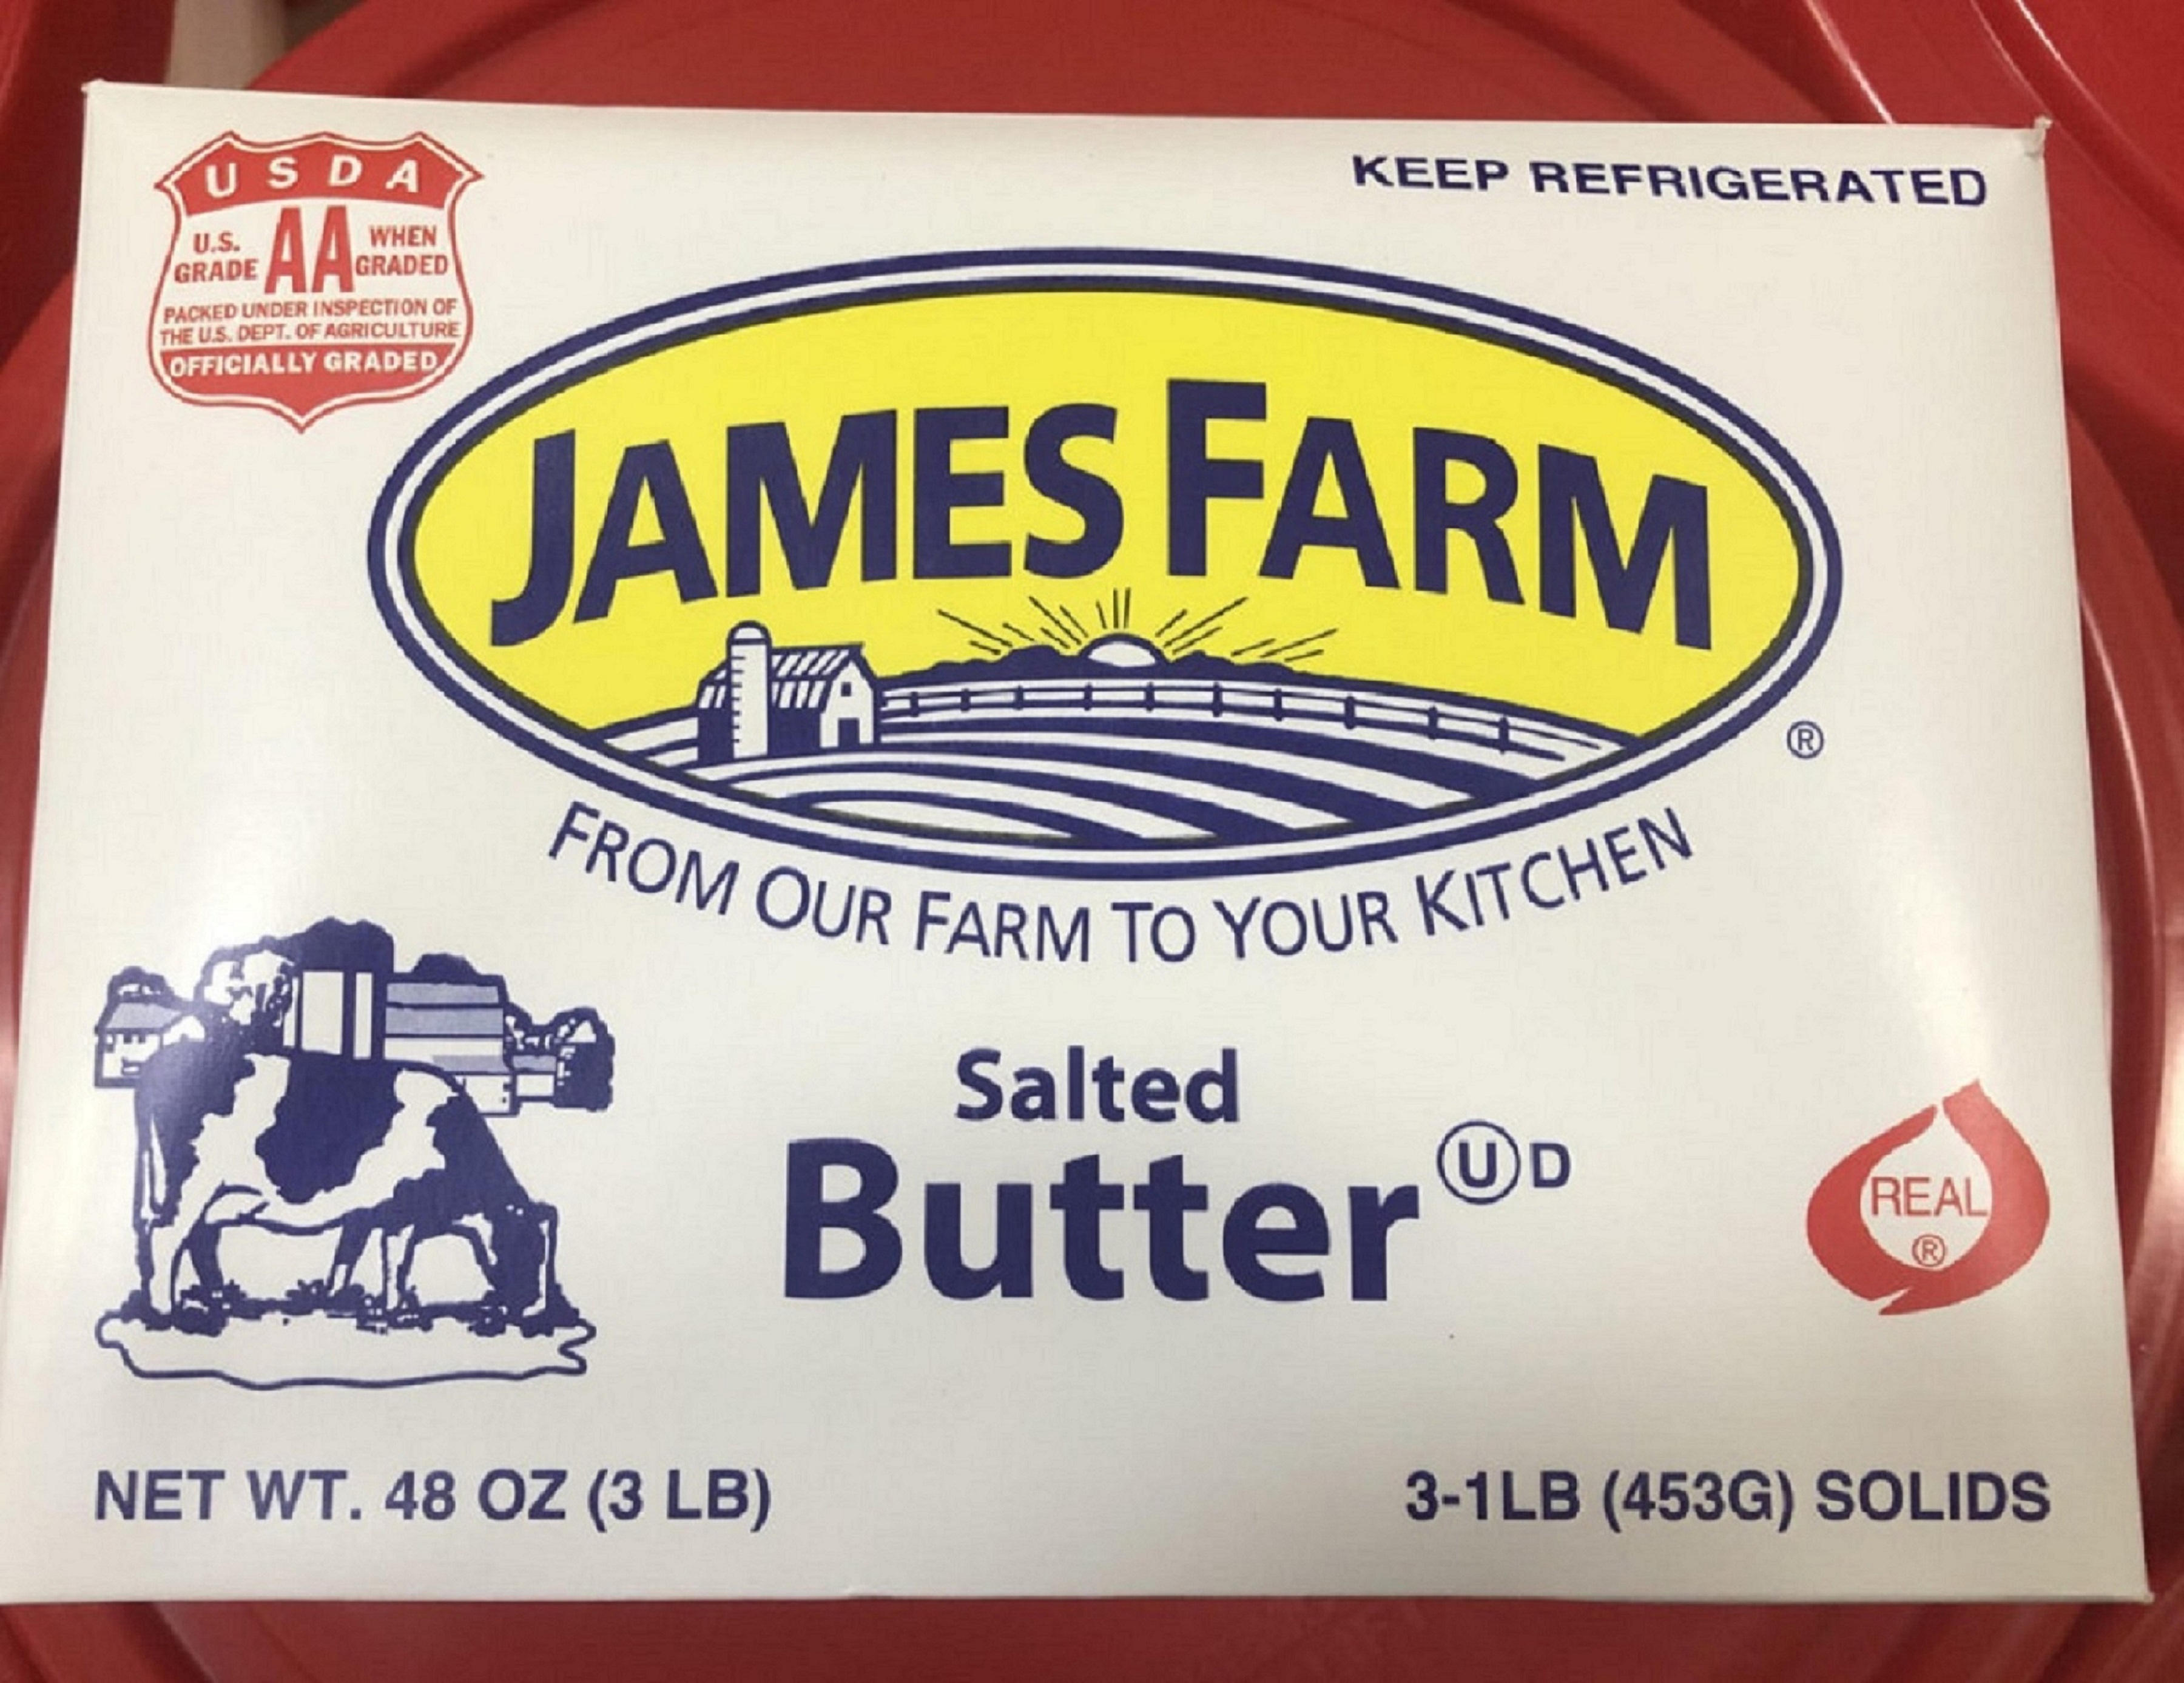 USDA
U.S. GRADE AA WHEN GRADED
PACKED UNDER INSPECTION OF
THE U.S. DEPT. OF AGRICULTURE
OFFICIALLY GRADED
KEEP REFRIGERATED
JAMES FARM
®
FROM OUR FARM TO YOUR KITCHEN
Salted
Butter Ⓤ D
REAL
®
NET WT. 48 OZ (3 LB)
3-1LB (453G) SOLIDS